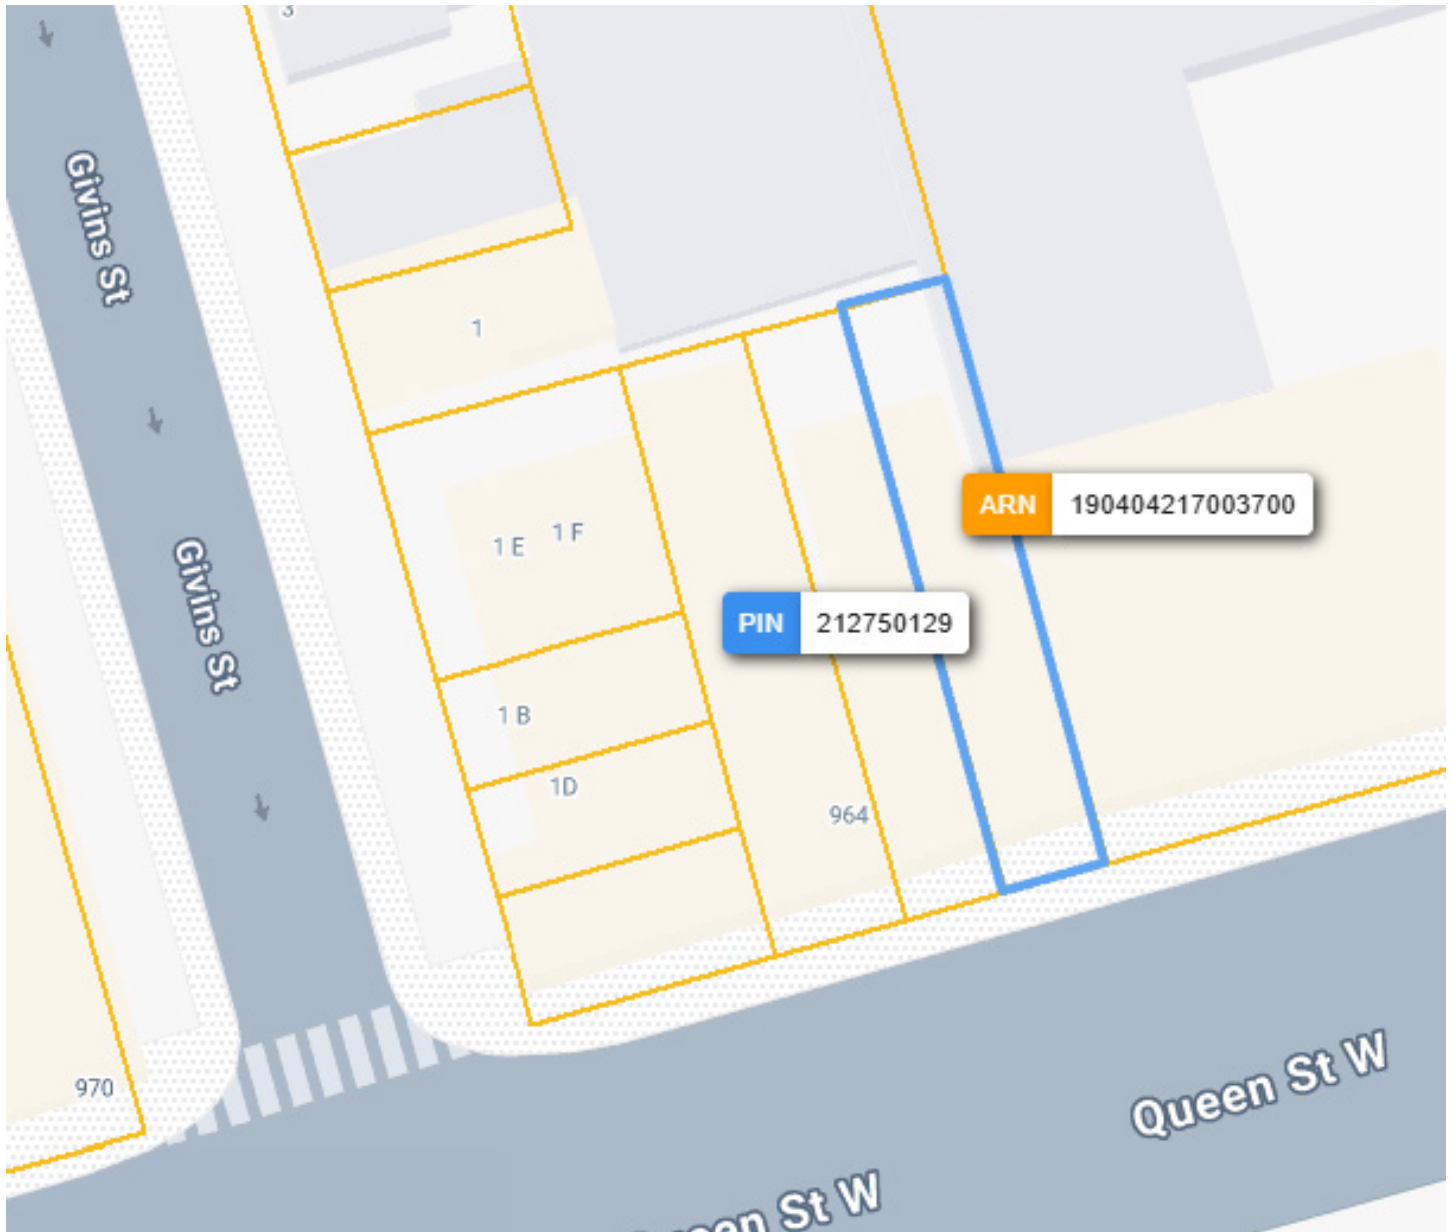 3
Givins St
1
ARN 190404217003700
1 E
1 F
Givins St
PIN 212750129
1 B
1D
964
970
Queen St W
St W